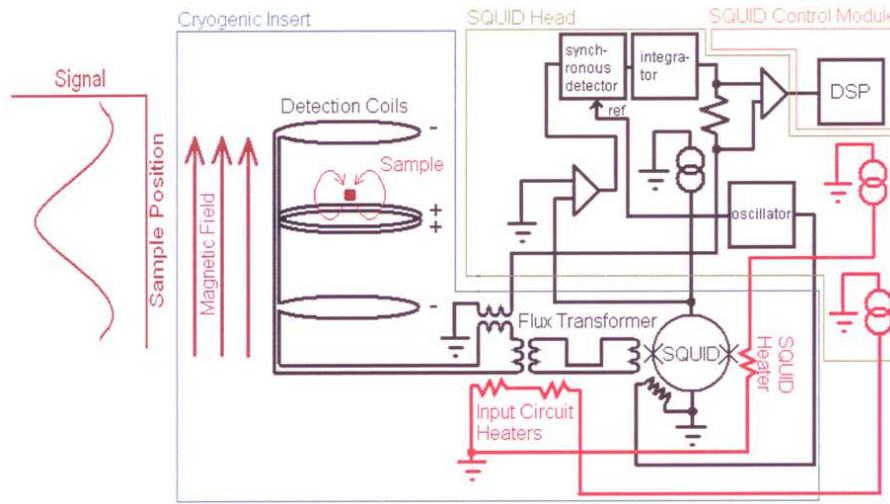 Cryogenic Insert
SQUID Head
SQUID Control Module
Signal
Sample Position
Magnetic Field
Detection Coils
-
Sample
+
+
-
synch-
ronous
detector
integra-
tor
ref
DSP
oscillator
Flux Transformer
SQUID
SQUID
Heater
Input Circuit
Heaters